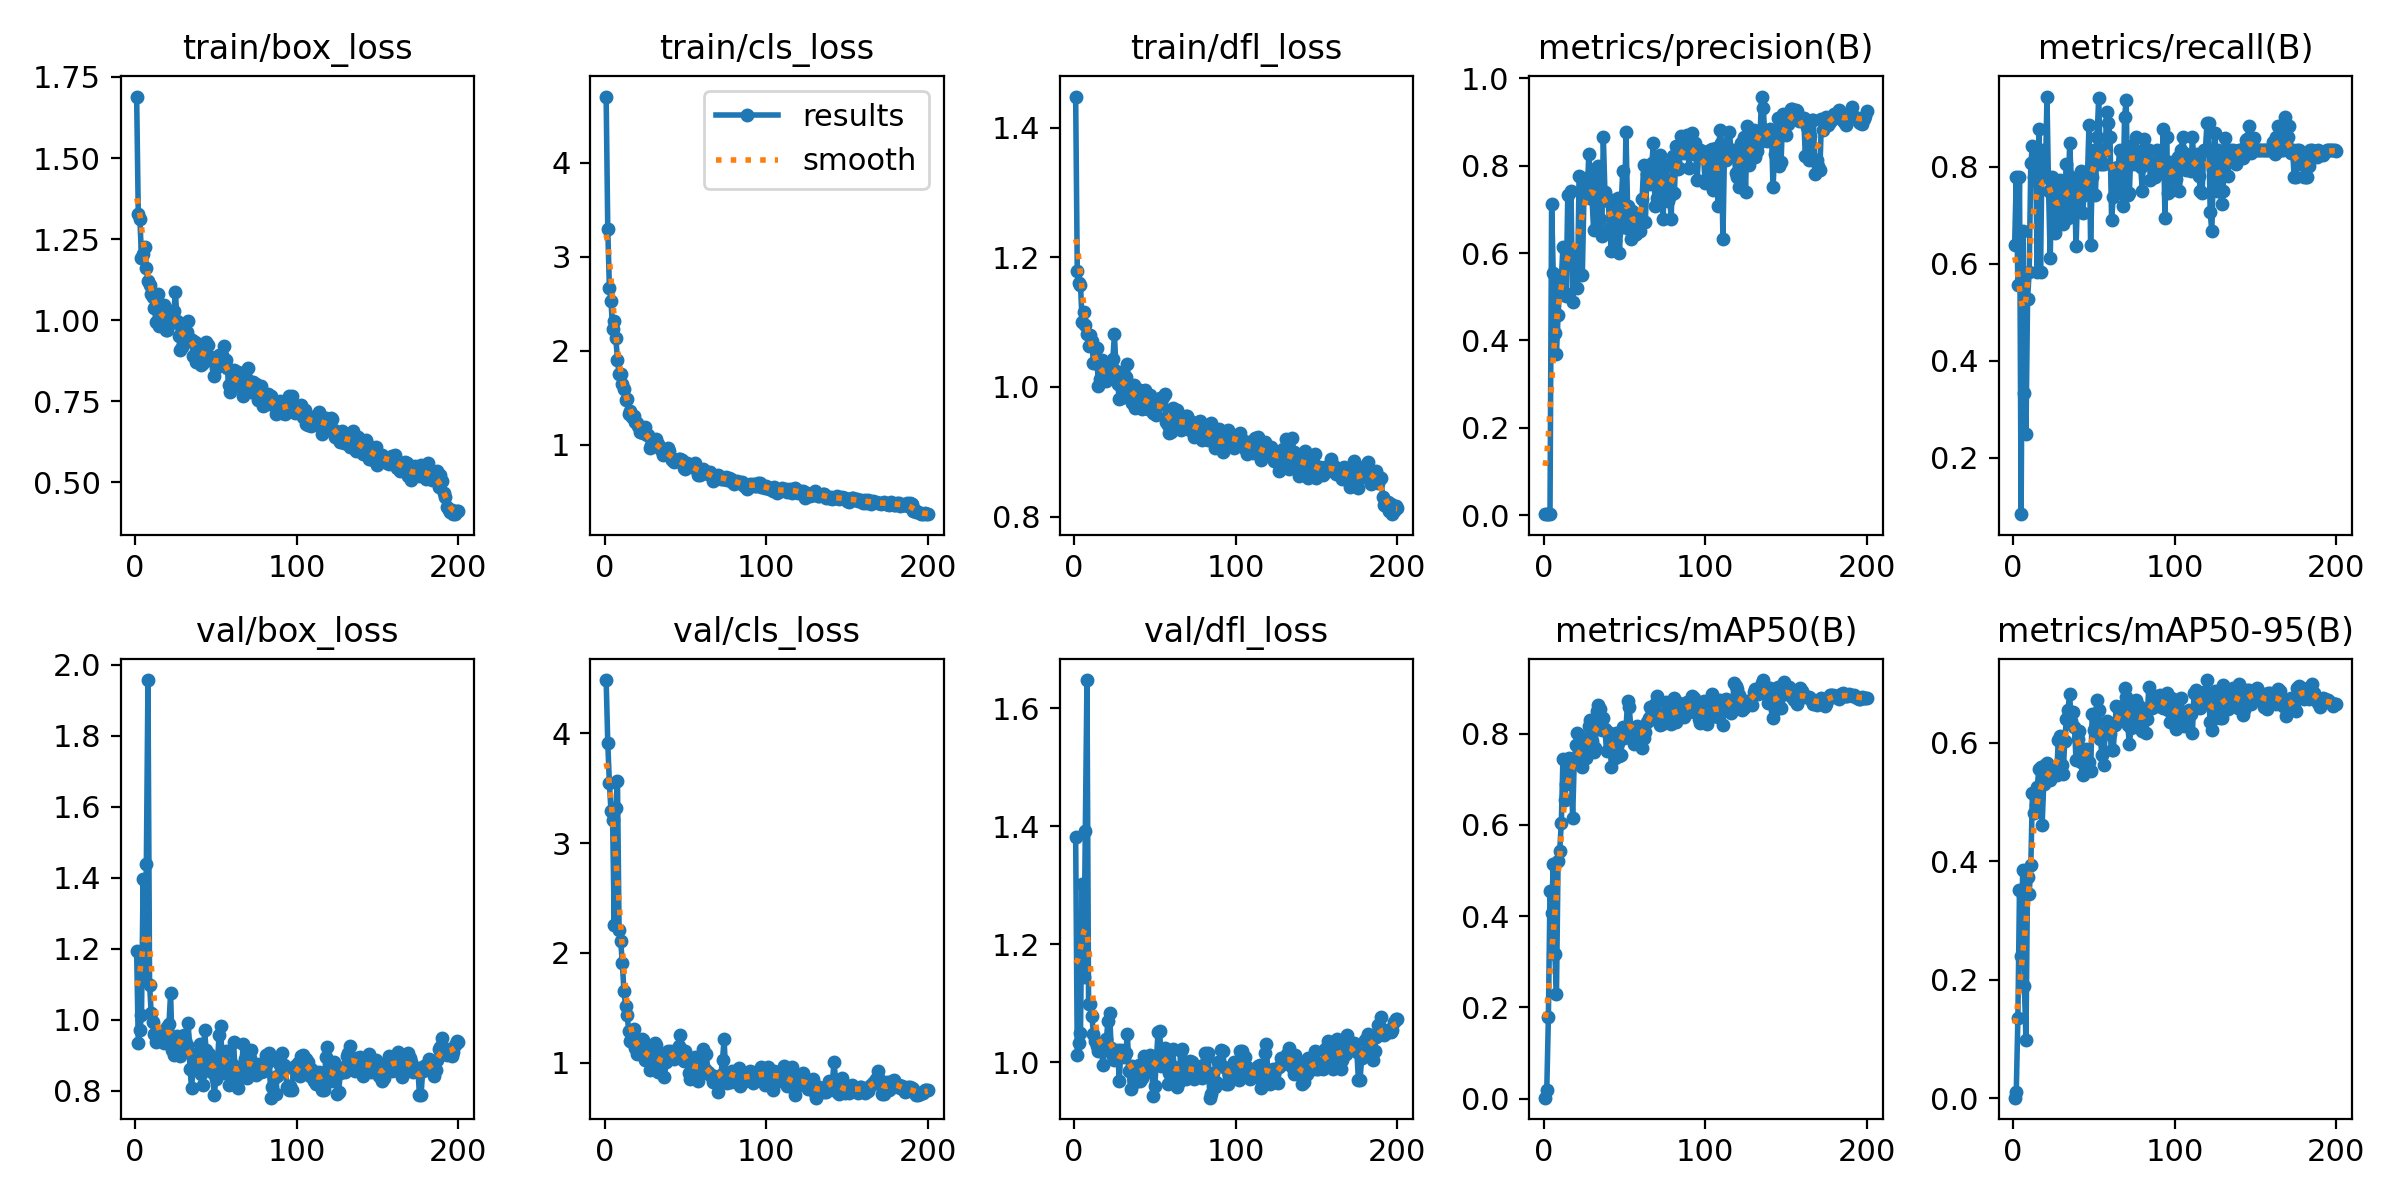 train/box_loss
1.75
1.50
1.25
1.00
0.75
0.50
0 100 200
train/cls_loss
results
smooth
4
3
2
1
0 100 200
train/dfl_loss
1.4
1.2
1.0
0.8
0 100 200
metrics/precision(B)
1.0
0.8
0.6
0.4
0.2
0.0
0 100 200
metrics/recall(B)
0.8
0.6
0.4
0.2
0 100 200
val/box_loss
2.0
1.8
1.6
1.4
1.2
1.0
0.8
0 100 200
val/cls_loss
4
3
2
1
0 100 200
val/dfl_loss
1.6
1.4
1.2
1.0
0 100 200
metrics/mAP50(B)
0.8
0.6
0.4
0.2
0.0
0 100 200
metrics/mAP50-95(B)
0.6
0.4
0.2
0.0
0 100 200